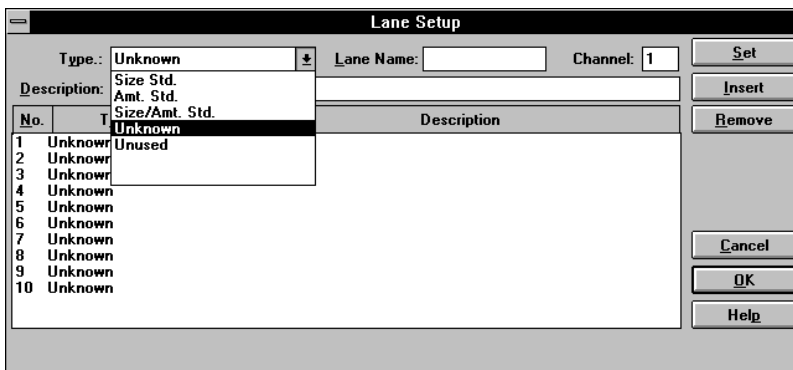 Lane Setup
Type.: Unknown Lane Name: Channel: 1 Set
Size Std.
Description: Amt. Std. Insert
Size/Amt. Std.
No. T Unknown Description Remove
1 Unknown Unused
2 Unknown
3 Unknown
4 Unknown
5 Unknown
6 Unknown
7 Unknown
8 Unknown
9 Unknown
10 Unknown
Cancel
OK
Help